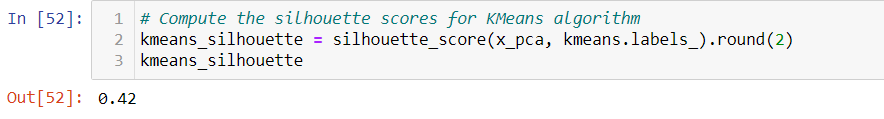 In [52]:
1 # Compute the silhouette scores for KMeans algorithm
2 kmeans_silhouette = silhouette_score(x_pca, kmeans.labels_).round(2)
3 kmeans_silhouette
Out[52]: 0.42